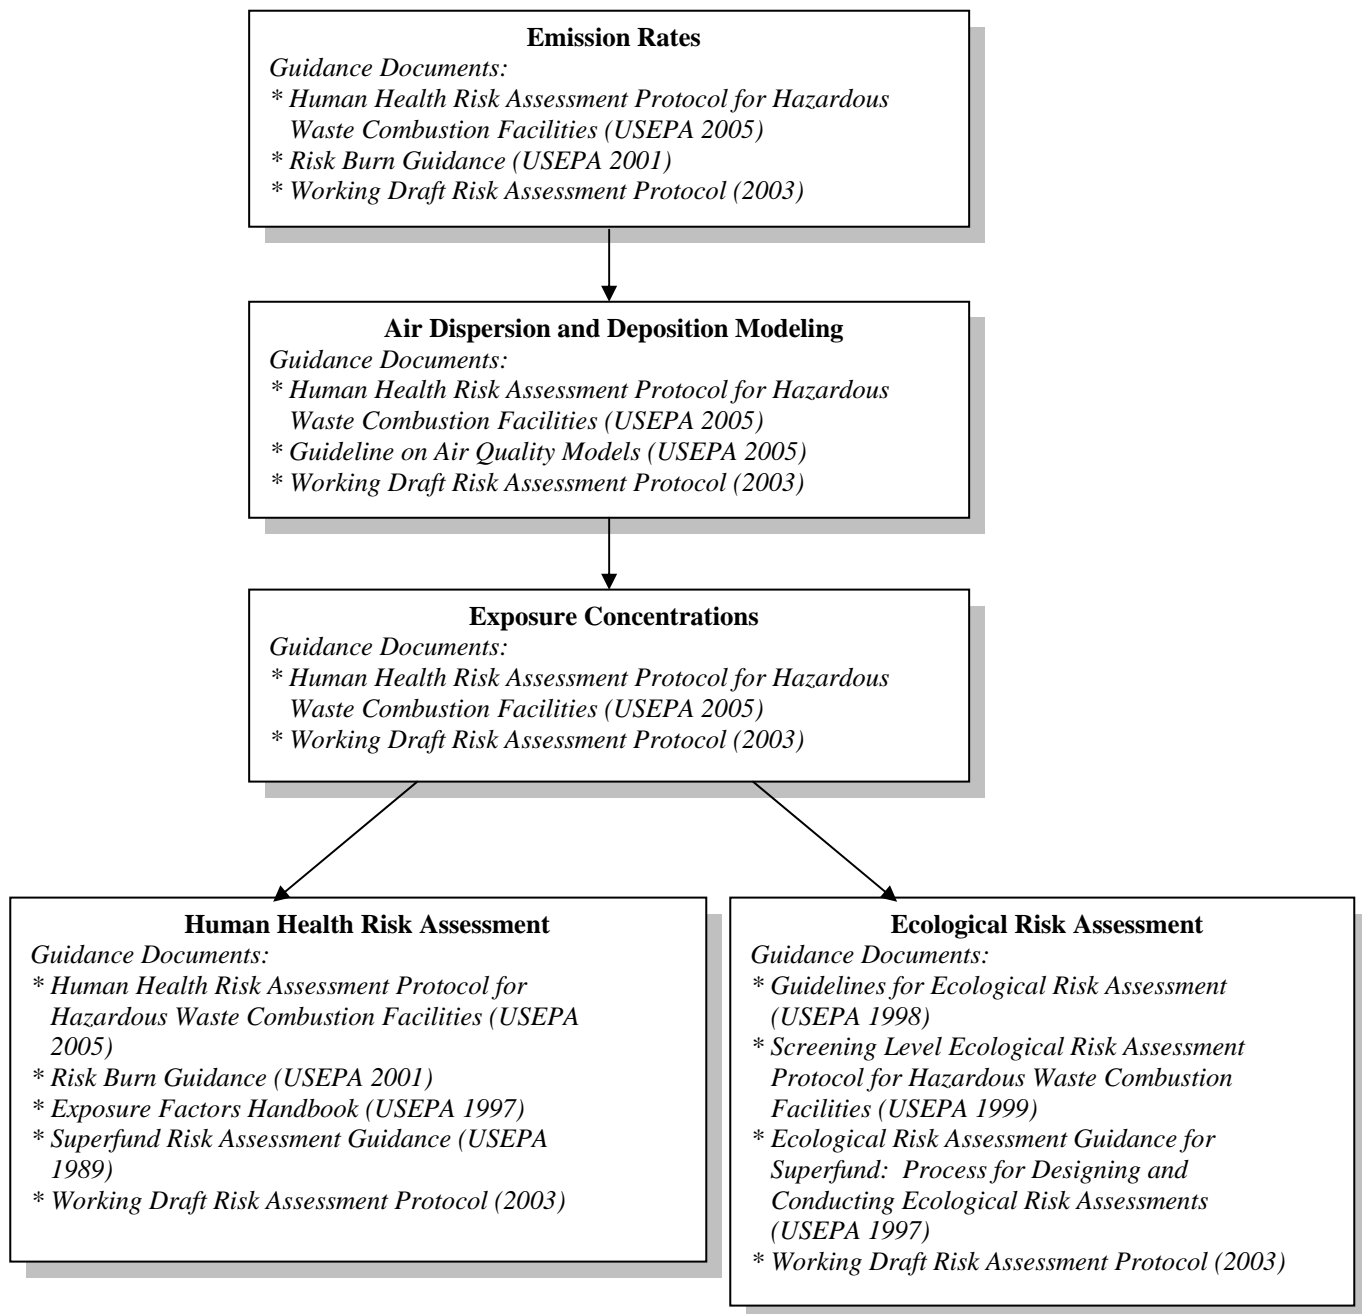 Emission Rates
Guidance Documents:
* Human Health Risk Assessment Protocol for Hazardous
Waste Combustion Facilities (USEPA 2005)
* Risk Burn Guidance (USEPA 2001)
* Working Draft Risk Assessment Protocol (2003)
Air Dispersion and Deposition Modeling
Guidance Documents:
* Human Health Risk Assessment Protocol for Hazardous
Waste Combustion Facilities (USEPA 2005)
* Guideline on Air Quality Models (USEPA 2005)
* Working Draft Risk Assessment Protocol (2003)
Exposure Concentrations
Guidance Documents:
* Human Health Risk Assessment Protocol for Hazardous
Waste Combustion Facilities (USEPA 2005)
* Working Draft Risk Assessment Protocol (2003)
Human Health Risk Assessment
Guidance Documents:
* Human Health Risk Assessment Protocol for
Hazardous Waste Combustion Facilities (USEPA
2005)
* Risk Burn Guidance (USEPA 2001)
* Exposure Factors Handbook (USEPA 1997)
* Superfund Risk Assessment Guidance (USEPA
1989)
* Working Draft Risk Assessment Protocol (2003)
Ecological Risk Assessment
Guidance Documents:
* Guidelines for Ecological Risk Assessment
(USEPA 1998)
* Screening Level Ecological Risk Assessment
Protocol for Hazardous Waste Combustion
Facilities (USEPA 1999)
* Ecological Risk Assessment Guidance for
Superfund:  Process for Designing and
Conducting Ecological Risk Assessments
(USEPA 1997)
* Working Draft Risk Assessment Protocol (2003)